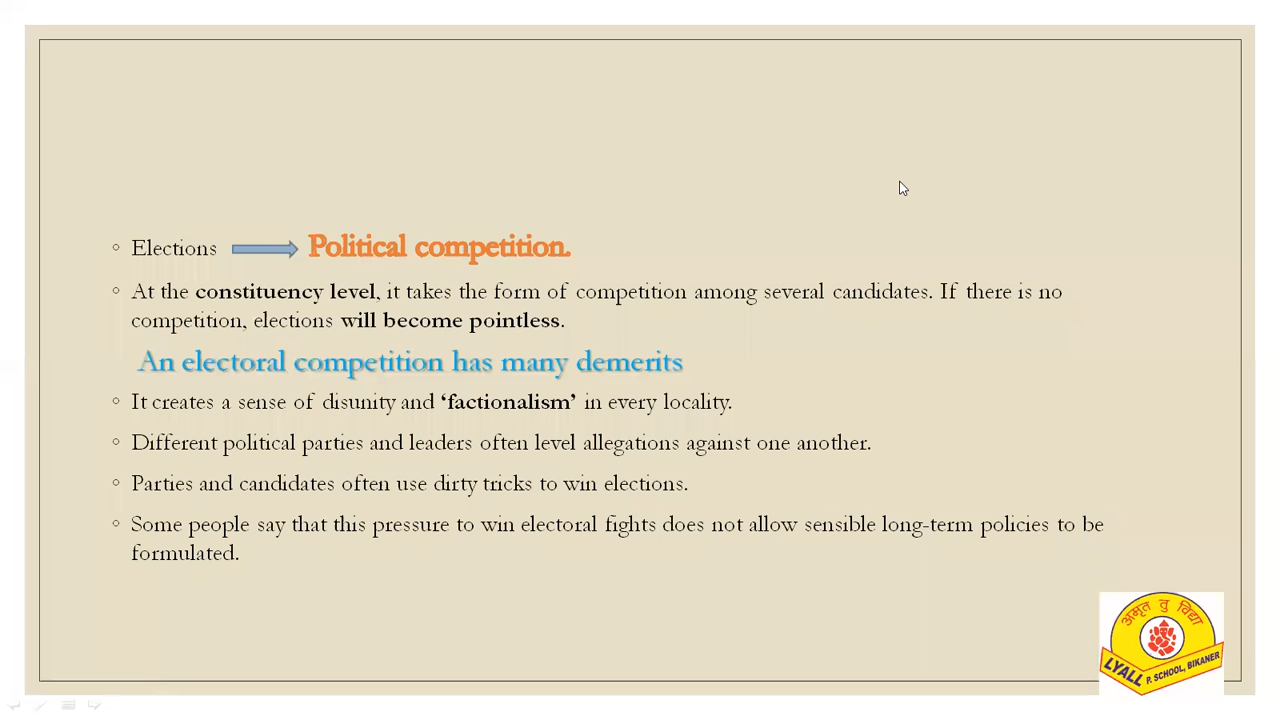 Elections Political competition.
At the constituency level, it takes the form of competition among several candidates. If there is no
competition, elections will become pointless.
An electoral competition has many demerits
It creates a sense of disunity and ‘factionalism’ in every locality.
Different political parties and leaders often level allegations against one another.
Parties and candidates often use dirty tricks to win elections.
Some people say that this pressure to win electoral fights does not allow sensible long-term policies to be
formulated.
अमृत तु विद्या
LYALL P. SCHOOL, BIKANER